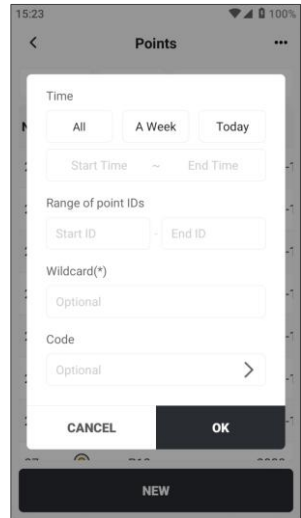 15:23 100%
Points
Time
All A Week Today
Start Time ~ End Time
Range of point IDs
Start ID - End ID
Wildcard(*)
Optional
Code
Optional
CANCEL OK
NEW